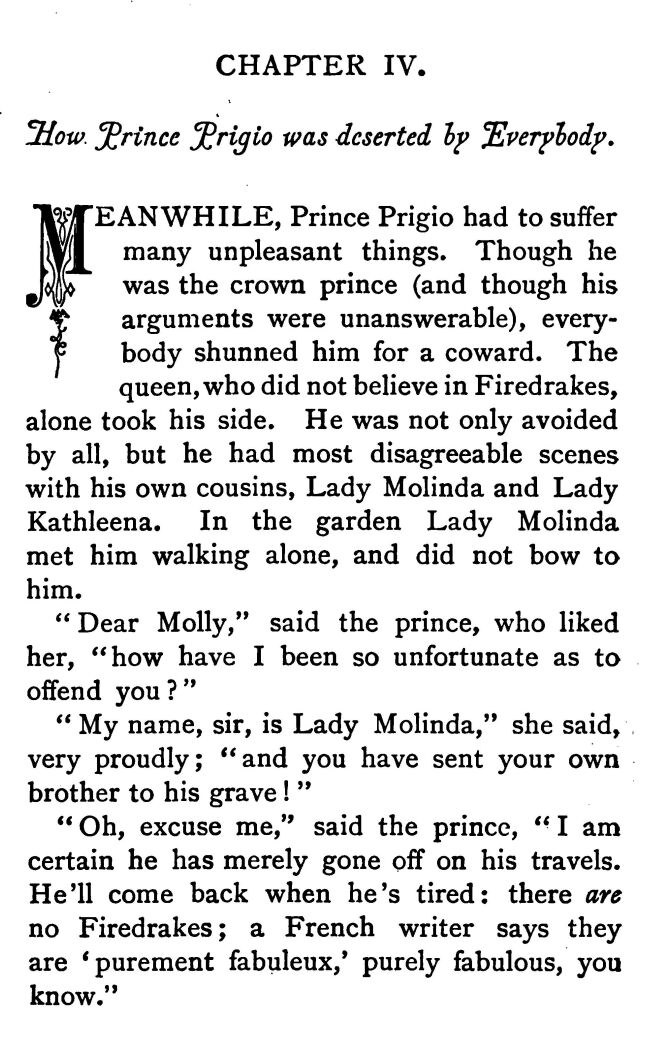 CHAPTER IV.
How Prince Prigio was deserted by Everybody.
MEANWHILE, Prince Prigio had to suffer
many unpleasant things. Though he
was the crown prince (and though his
arguments were unanswerable), every-
body shunned him for a coward. The
queen, who did not believe in Firedrakes,
alone took his side. He was not only avoided
by all, but he had most disagreeable scenes
with his own cousins, Lady Molinda and Lady
Kathleena. In the garden Lady Molinda
met him walking alone, and did not bow to
him.
“Dear Molly,” said the prince, who liked
her, “how have I been so unfortunate as to
offend you?”
“My name, sir, is Lady Molinda,” she said,
very proudly; “and you have sent your own
brother to his grave!”
“Oh, excuse me,” said the prince, “I am
certain he has merely gone off on his travels.
He’ll come back when he’s tired: there are
no Firedrakes; a French writer says they
are ‘purement fabuleux,’ purely fabulous, you
know.”